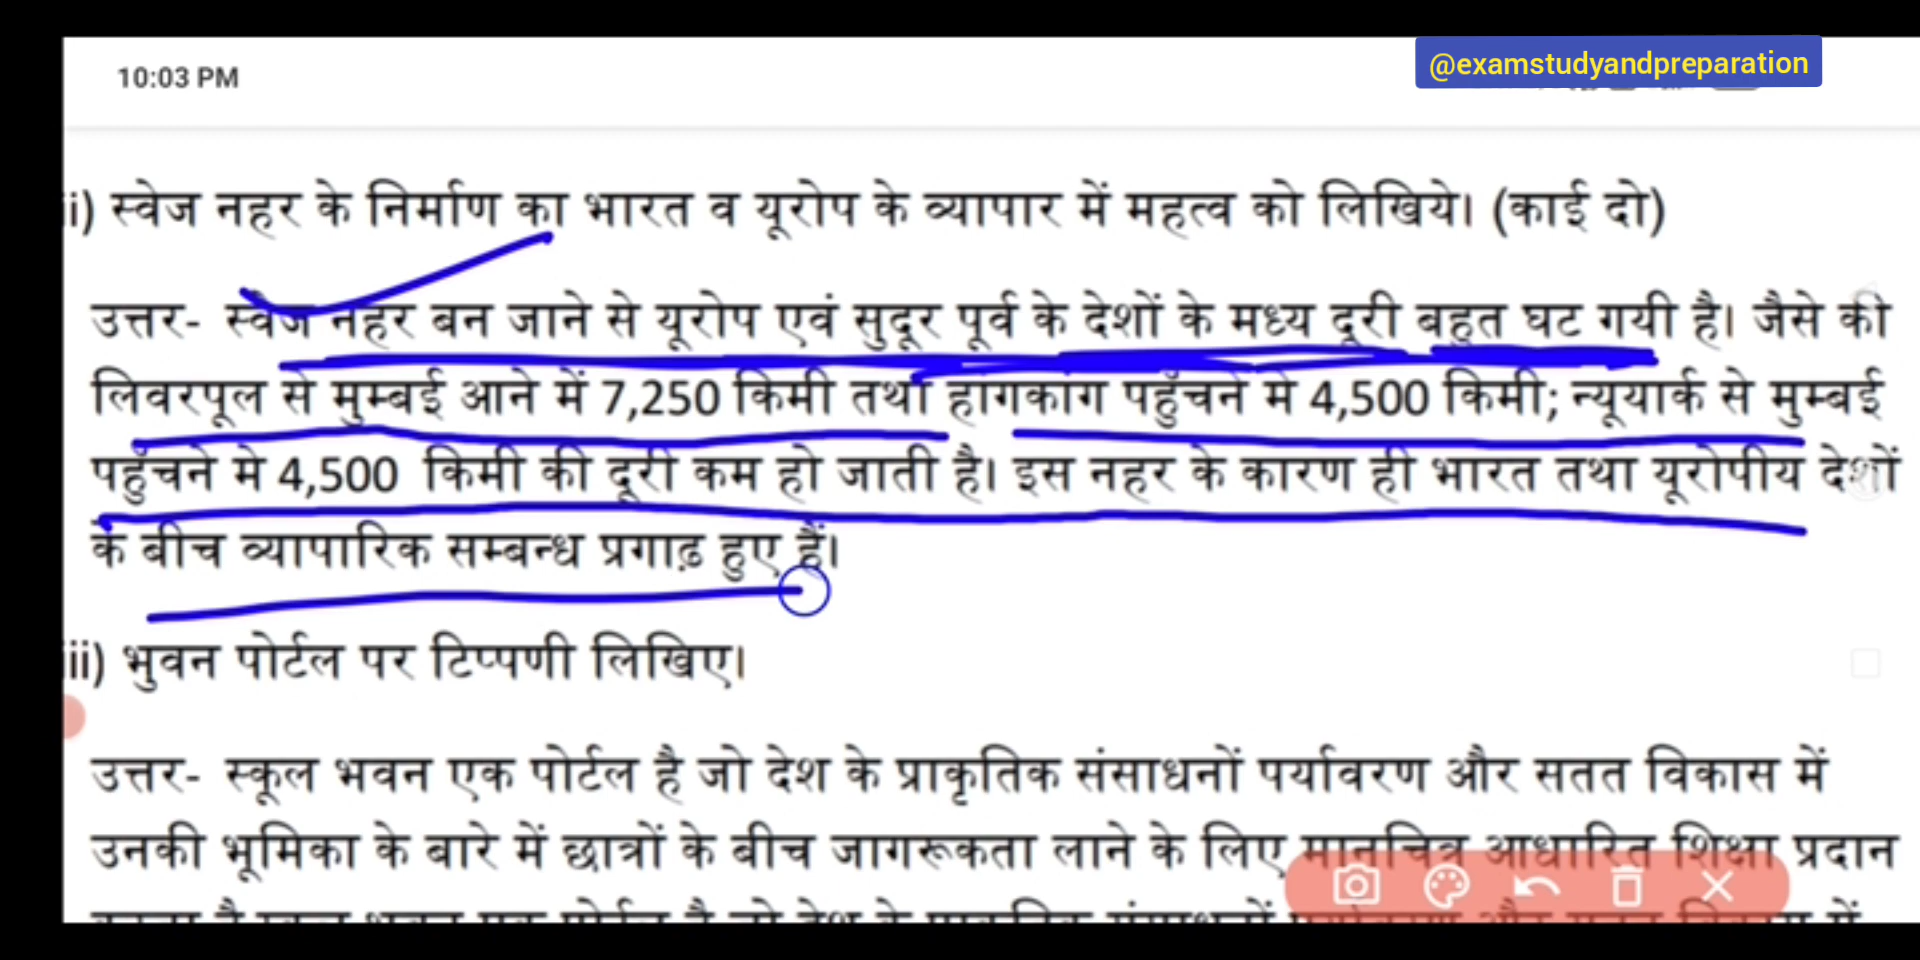 10:03 PM
@examstudyandpreparation
ii) स्वेज नहर के निर्माण का भारत व यूरोप के व्यापार में महत्व को लिखिये। (काई दो)
उत्तर- स्वेज नहर बन जाने से यूरोप एवं सुदूर पूर्व के देशों के मध्य दूरी बहुत घट गयी है। जैसे की
लिवरपूल से मुम्बई आने में 7,250 किमी तथा हांगकांग पहुँचने में 4,500 किमी; न्यूयार्क से मुम्बई
पहुँचने मे 4,500 किमी की दूरी कम हो जाती है। इस नहर के कारण ही भारत तथा यूरोपीय देशों
के बीच व्यापारिक सम्बन्ध प्रगाढ़ हुए हैं।
iii) भुवन पोर्टल पर टिप्पणी लिखिए।
उत्तर- स्कूल भवन एक पोर्टल है जो देश के प्राकृतिक संसाधनों पर्यावरण और सतत विकास में
उनकी भूमिका के बारे में छात्रों के बीच जागरूकता लाने के लिए मानचित्र आधारित शिक्षा प्रदान